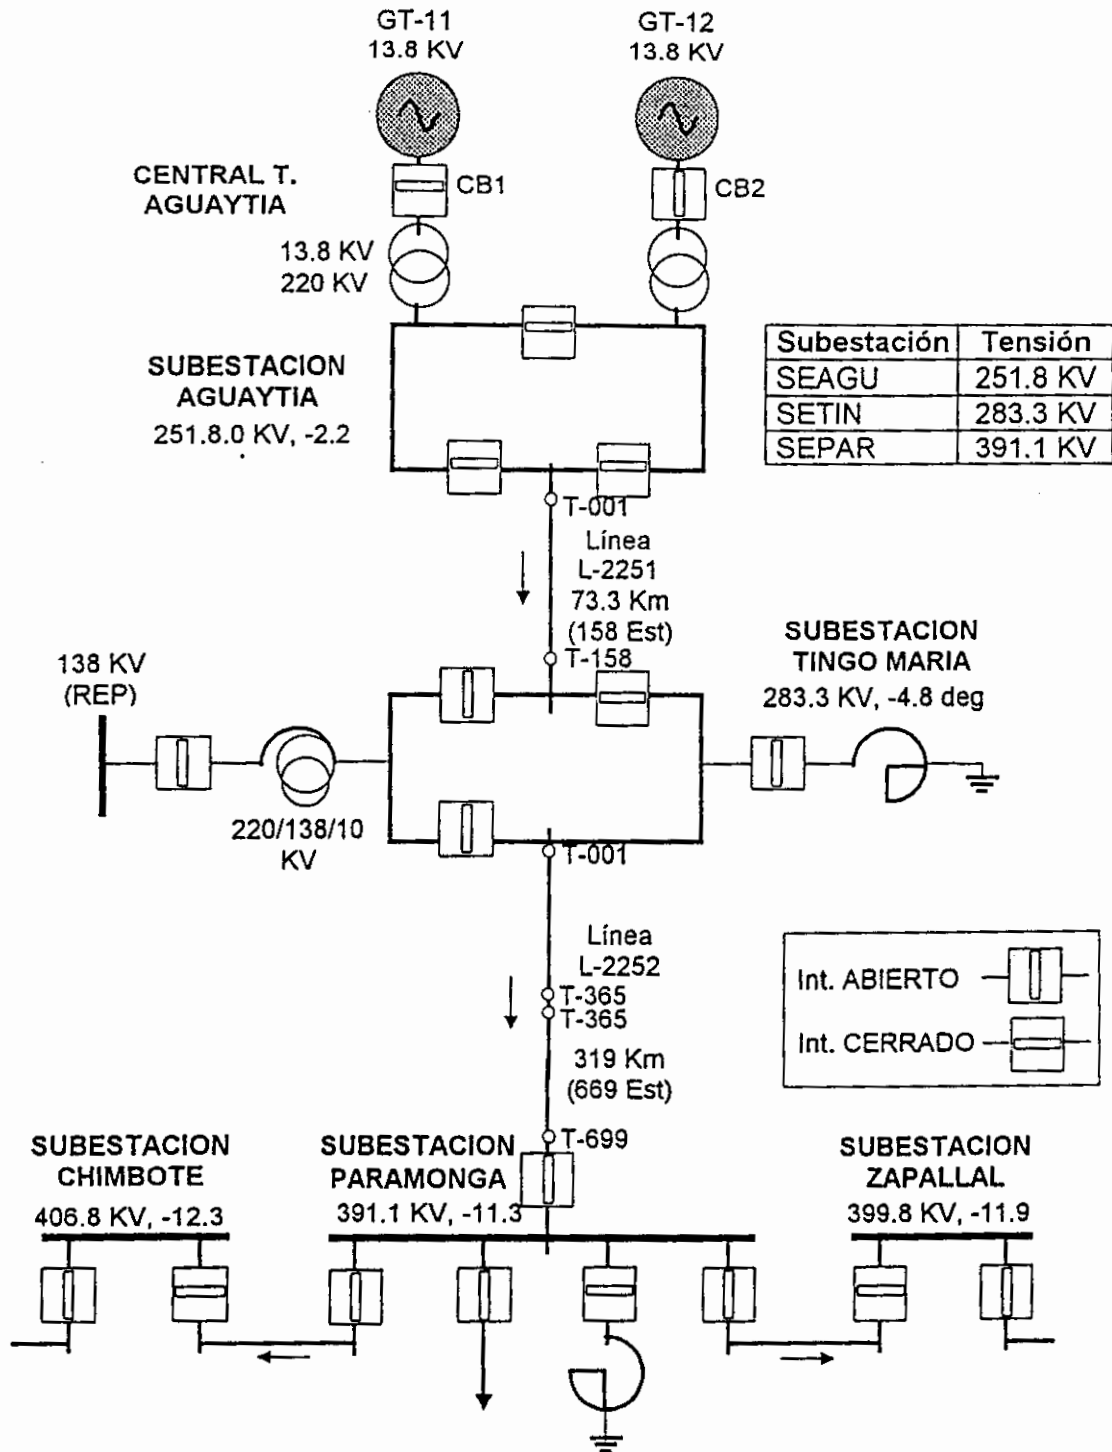 GT-11
13.8 KV
GT-12
13.8 KV
CENTRAL T.
AGUAYTIA
CB1
CB2
13.8 KV
220 KV
SUBESTACION
AGUAYTIA
251.8.0 KV, -2.2
Subestación Tensión
SEAGU 251.8 KV
SETIN 283.3 KV
SEPAR 391.1 KV
T-001
Línea
L-2251
73.3 Km
(158 Est)
T-158
SUBESTACION
TINGO MARIA
283.3 KV, -4.8 deg
138 KV
(REP)
220/138/10
KV
T-001
Línea
L-2252
T-365
T-365
319 Km
(669 Est)
T-699
Int. ABIERTO
Int. CERRADO
SUBESTACION
CHIMBOTE
406.8 KV, -12.3
SUBESTACION
PARAMONGA
391.1 KV, -11.3
SUBESTACION
ZAPALLAL
399.8 KV, -11.9